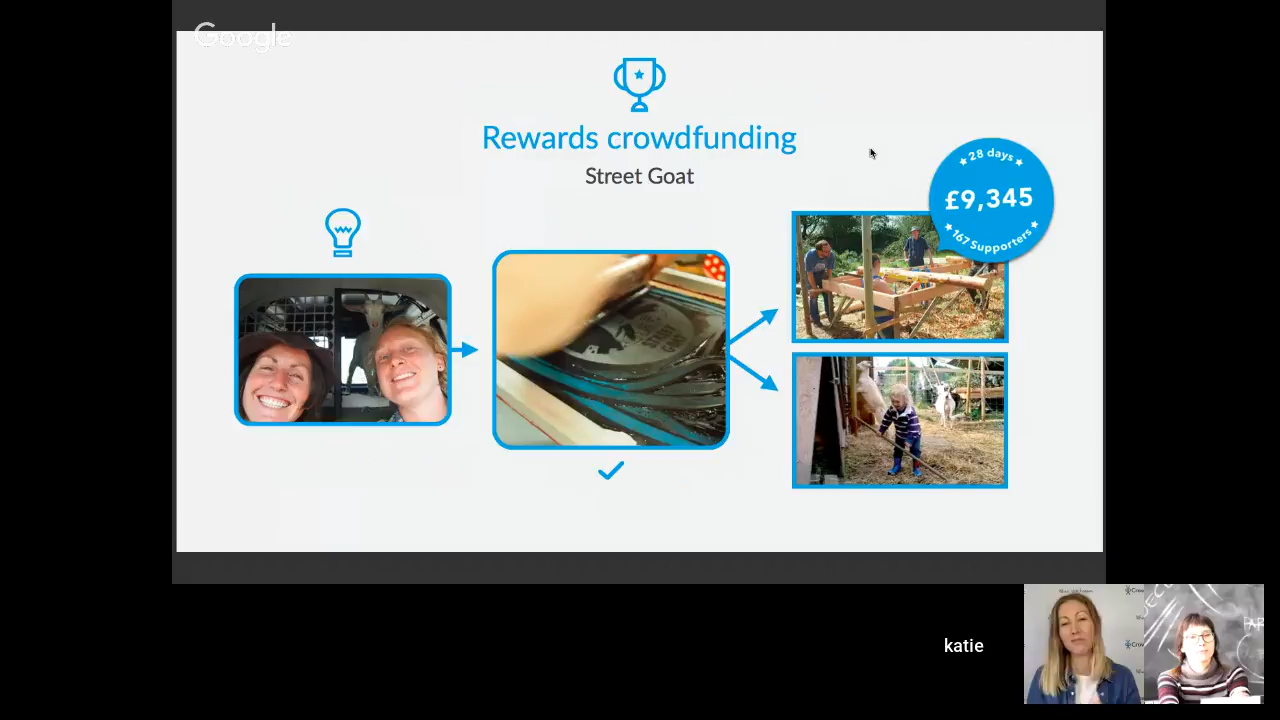 Google
Rewards crowdfunding
Street Goat
28 days
£9,345
167 Supporters
katie